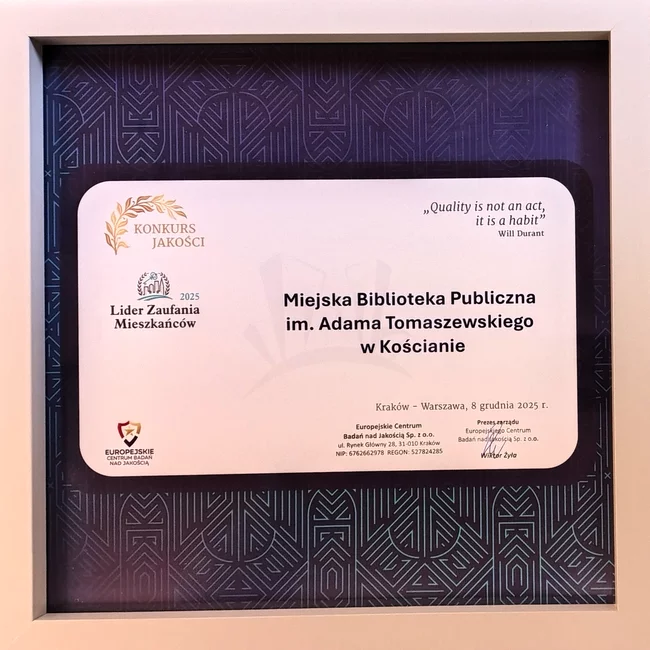 KONKURS
JAKOŚCI
„Quality is not an act,
it is a habit”
Will Durant
2025
Lider Zaufania
Mieszkańców
Miejska Biblioteka Publiczna
im. Adama Tomaszewskiego
w Kościanie
Kraków – Warszawa, 8 grudnia 2025 r.
EUROPEJSKIE
CENTRUM BADAŃ
NAD JAKOŚCIĄ
Europejskie Centrum
Badań nad Jakością Sp. z o.o.
ul. Rynek Główny 28, 31-010 Kraków
NIP: 6762662978 REGON: 527824285
Prezes zarządu
Europejskiego Centrum
Badań nad Jakością Sp. z o.o.
Wiktor Żyła